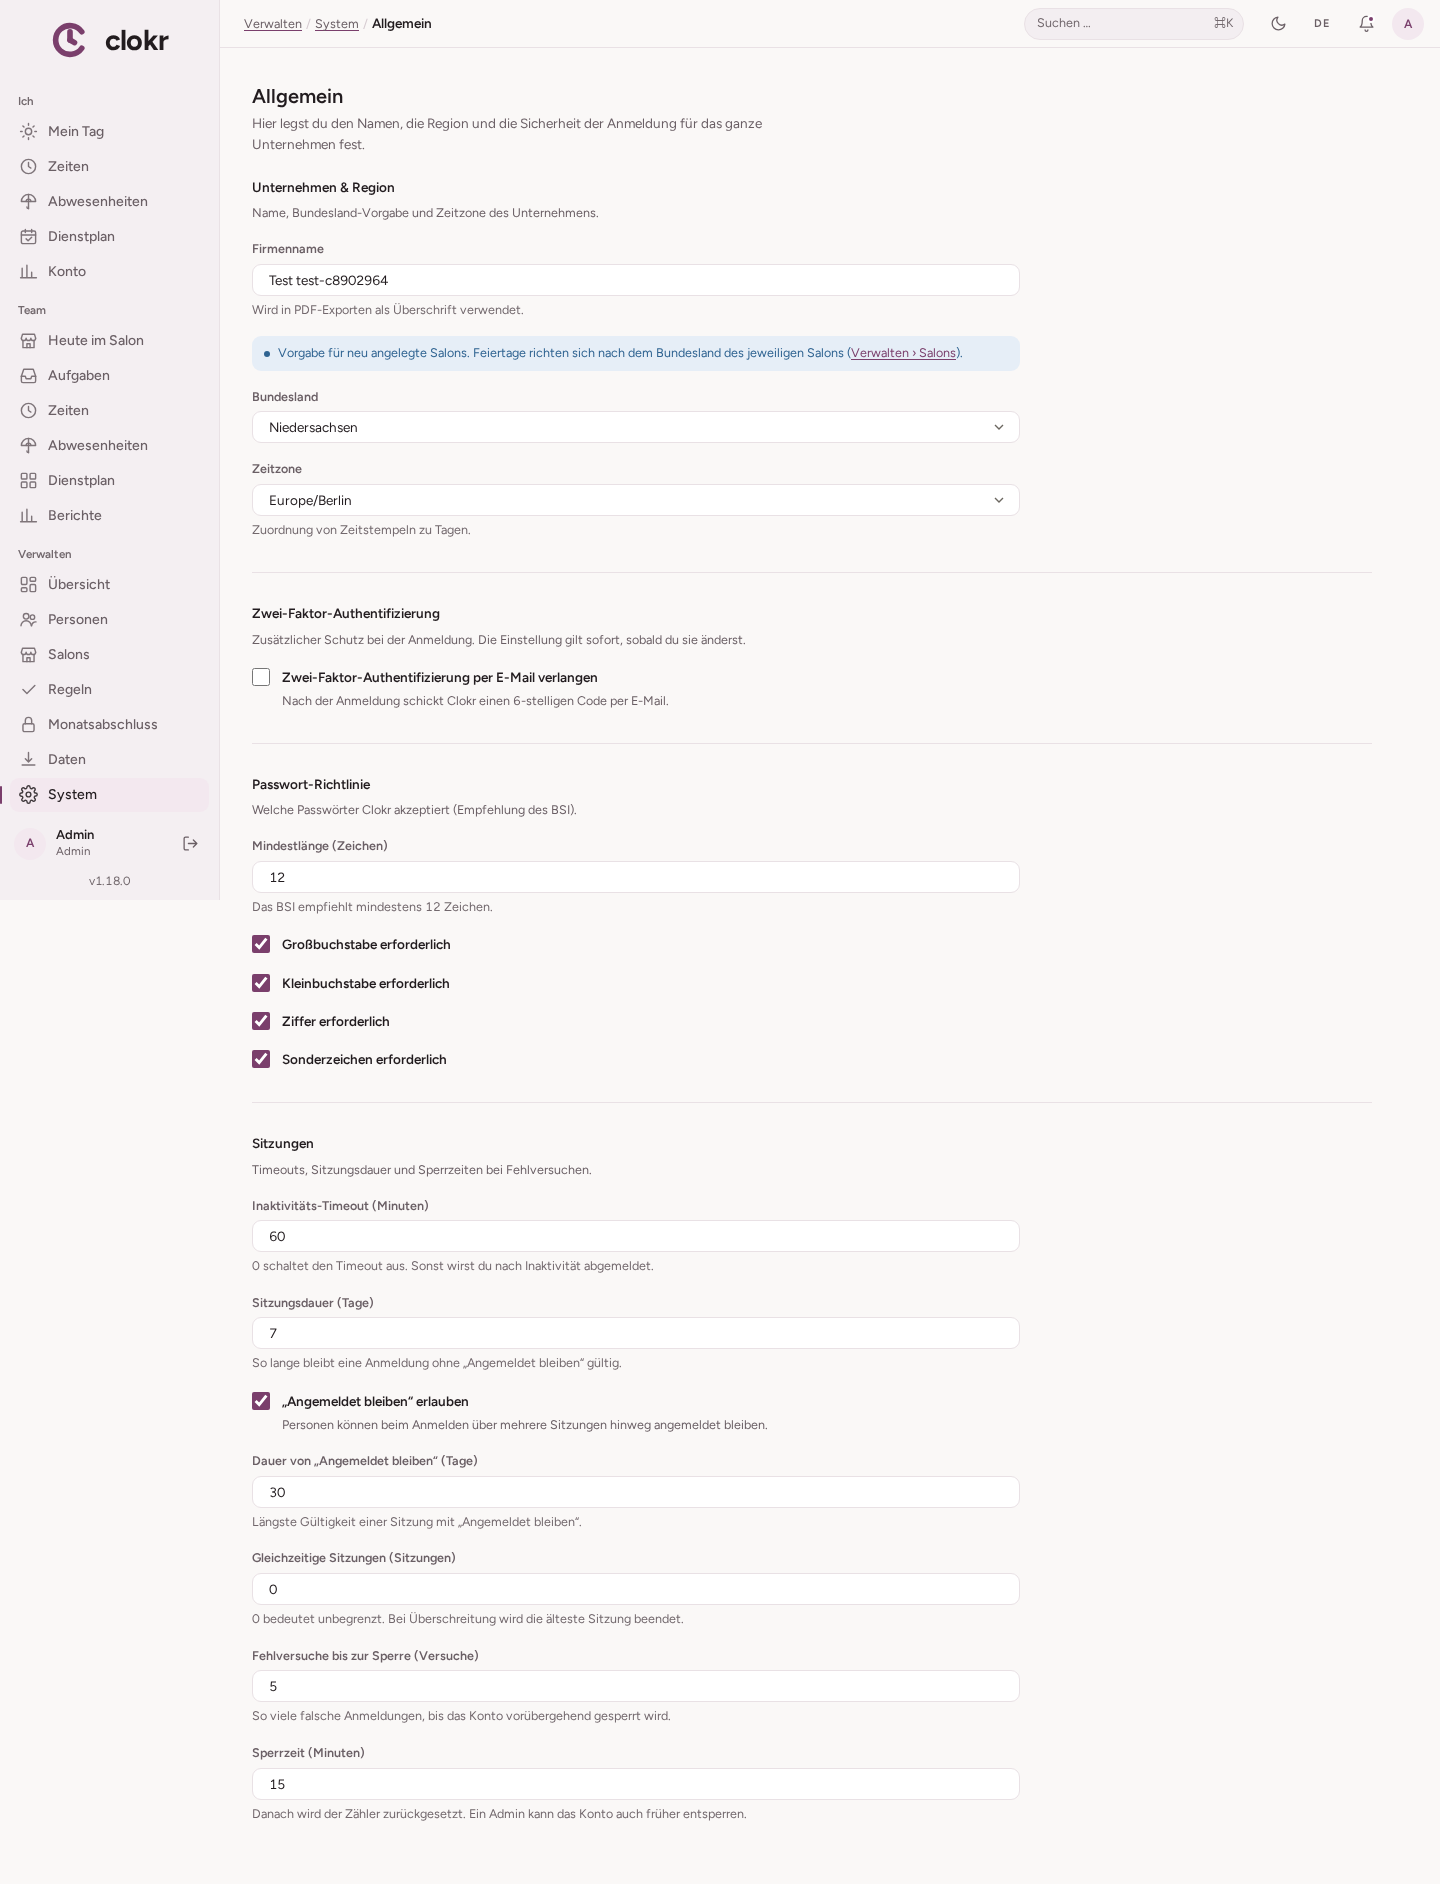 clokr
Ich
Mein Tag
Zeiten
Abwesenheiten
Dienstplan
Konto
Team
Heute im Salon
Aufgaben
Zeiten
Abwesenheiten
Dienstplan
Berichte
Verwalten
Übersicht
Personen
Salons
Regeln
Monatsabschluss
Daten
System
A
Admin
Admin
v1.18.0
Verwalten / System / Allgemein
Suchen … ⌘K
DE
A
Allgemein
Hier legst du den Namen, die Region und die Sicherheit der Anmeldung für das ganze
Unternehmen fest.
Unternehmen & Region
Name, Bundesland-Vorgabe und Zeitzone des Unternehmens.
Firmenname
Test test-c8902964
Wird in PDF-Exporten als Überschrift verwendet.
Vorgabe für neu angelegte Salons. Feiertage richten sich nach dem Bundesland des jeweiligen Salons (Verwalten › Salons).
Bundesland
Niedersachsen
Zeitzone
Europe/Berlin
Zuordnung von Zeitstempeln zu Tagen.
Zwei-Faktor-Authentifizierung
Zusätzlicher Schutz bei der Anmeldung. Die Einstellung gilt sofort, sobald du sie änderst.
Zwei-Faktor-Authentifizierung per E-Mail verlangen
Nach der Anmeldung schickt Clokr einen 6-stelligen Code per E-Mail.
Passwort-Richtlinie
Welche Passwörter Clokr akzeptiert (Empfehlung des BSI).
Mindestlänge (Zeichen)
12
Das BSI empfiehlt mindestens 12 Zeichen.
Großbuchstabe erforderlich
Kleinbuchstabe erforderlich
Ziffer erforderlich
Sonderzeichen erforderlich
Sitzungen
Timeouts, Sitzungsdauer und Sperrzeiten bei Fehlversuchen.
Inaktivitäts-Timeout (Minuten)
60
0 schaltet den Timeout aus. Sonst wirst du nach Inaktivität abgemeldet.
Sitzungsdauer (Tage)
7
So lange bleibt eine Anmeldung ohne „Angemeldet bleiben“ gültig.
„Angemeldet bleiben“ erlauben
Personen können beim Anmelden über mehrere Sitzungen hinweg angemeldet bleiben.
Dauer von „Angemeldet bleiben“ (Tage)
30
Längste Gültigkeit einer Sitzung mit „Angemeldet bleiben“.
Gleichzeitige Sitzungen (Sitzungen)
0
0 bedeutet unbegrenzt. Bei Überschreitung wird die älteste Sitzung beendet.
Fehlversuche bis zur Sperre (Versuche)
5
So viele falsche Anmeldungen, bis das Konto vorübergehend gesperrt wird.
Sperrzeit (Minuten)
15
Danach wird der Zähler zurückgesetzt. Ein Admin kann das Konto auch früher entsperren.